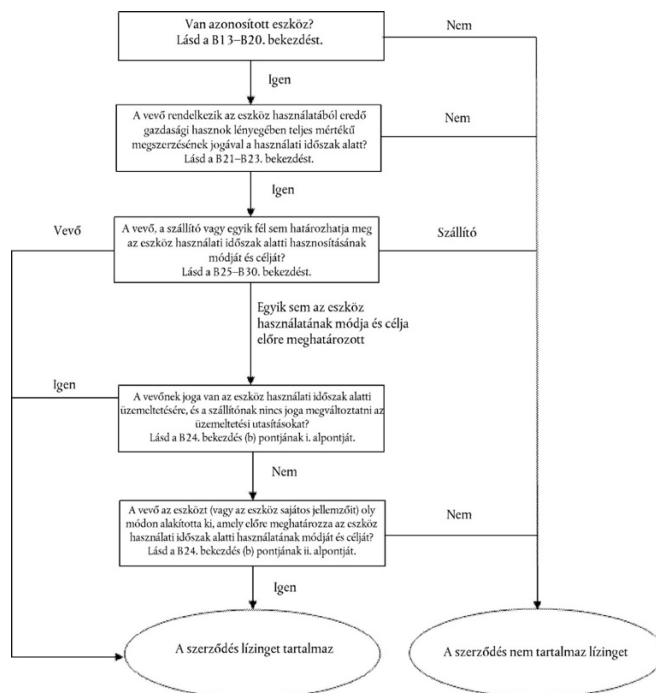 Van azonosított eszköz?
Lásd a B13–B20. bekezdést.
Nem
Igen
A vevő rendelkezik az eszköz használatából eredő
gazdasági hasznok lényegében teljes mértékű
megszerzésének jogával a használati időszak alatt?
Lásd a B21–B23. bekezdést.
Nem
Igen
Vevő
A vevő, a szállító vagy egyik fél sem határozhatja meg
az eszköz használati időszak alatti hasznosításának
módját és célját?
Lásd a B25–B30. bekezdést.
Szállító
Egyik sem az eszköz
használatának módja és célja
előre meghatározott
Igen
A vevőnek joga van az eszköz használati időszak alatti
üzemeltetésére, és a szállítónak nincs joga megváltoztatni az
üzemeltetési utasításokat?
Lásd a B24. bekezdés (b) pontjának i. alpontját.
Nem
A vevő az eszközt (vagy az eszköz sajátos jellemzőit) oly
módon alakította ki, amely előre meghatározza az eszköz
használati időszak alatti használatának módját és célját?
Lásd a B24. bekezdés (b) pontjának ii. alpontját.
Nem
Igen
A szerződés lízinget tartalmaz
A szerződés nem tartalmaz lízinget